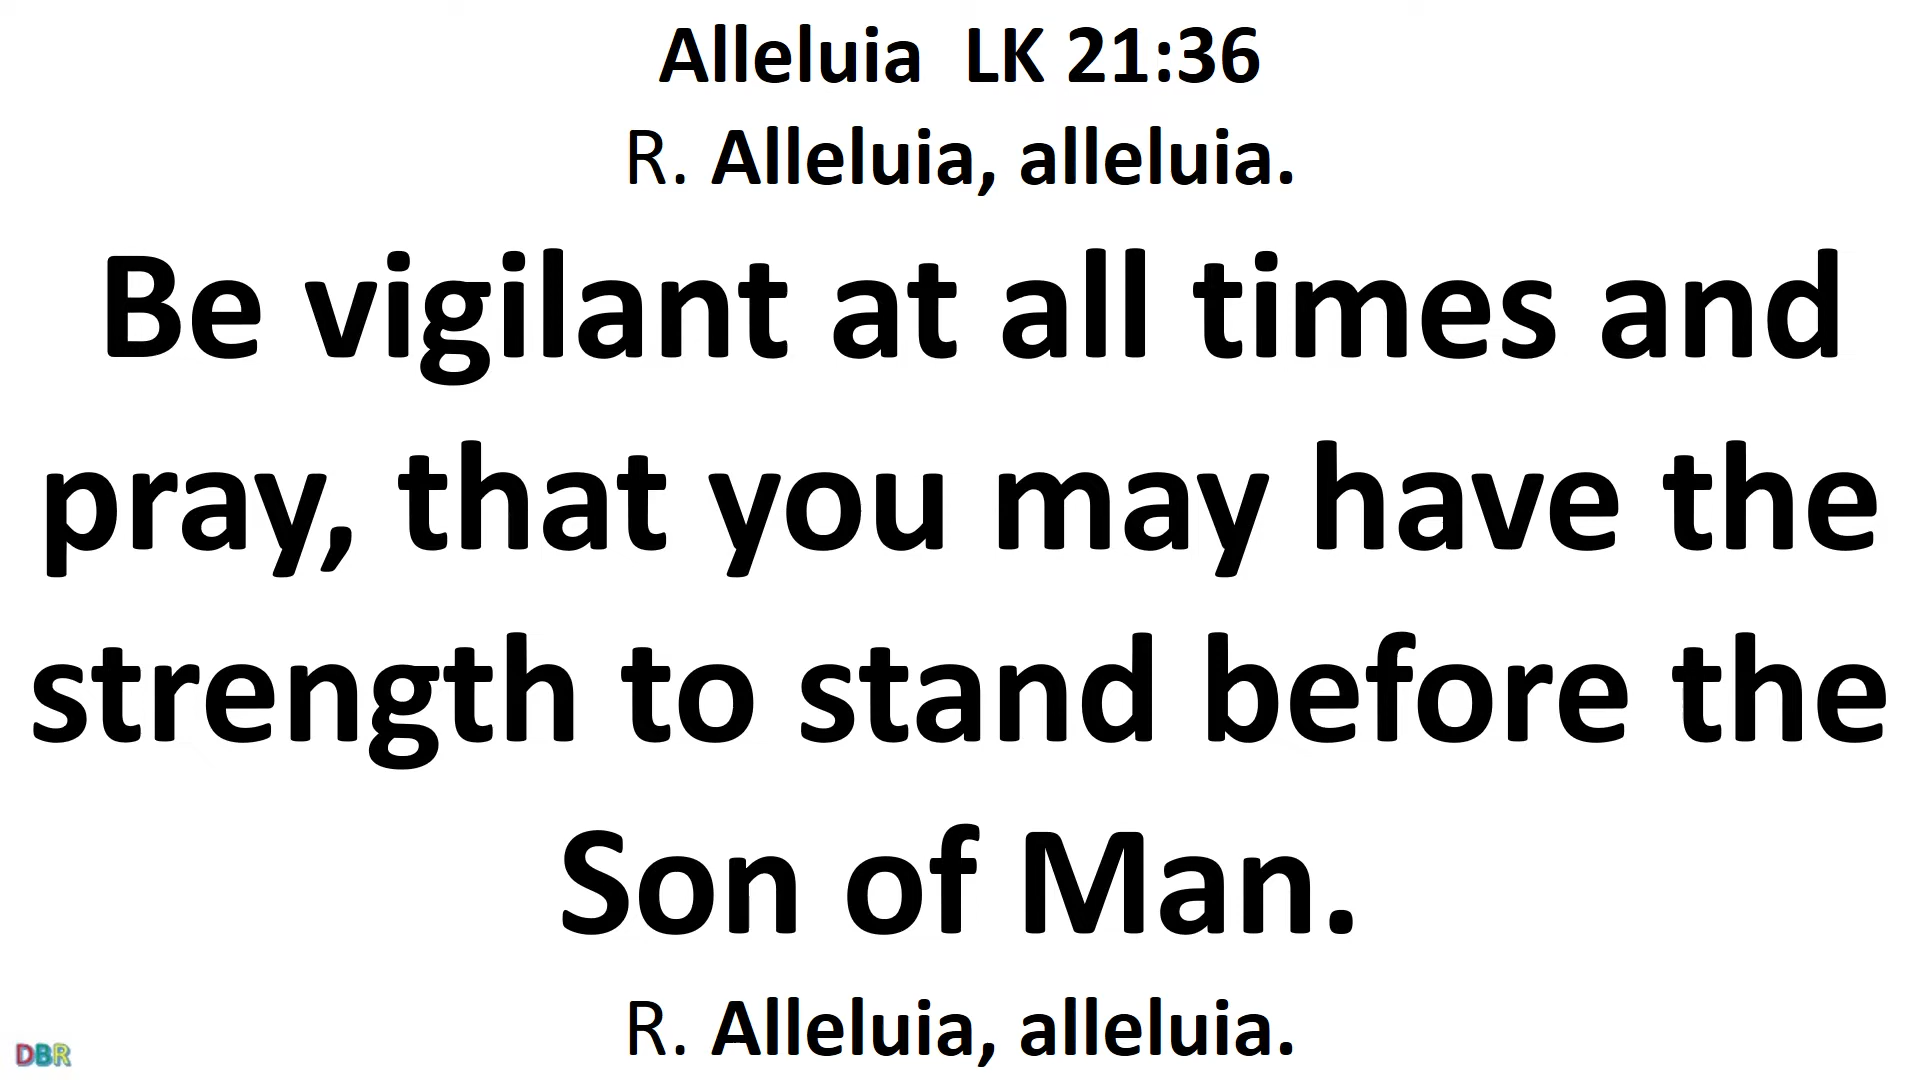 Alleluia  LK 21:36
R. Alleluia, alleluia.
Be vigilant at all times and
pray, that you may have the
strength to stand before the
Son of Man.
R. Alleluia, alleluia.
DBR